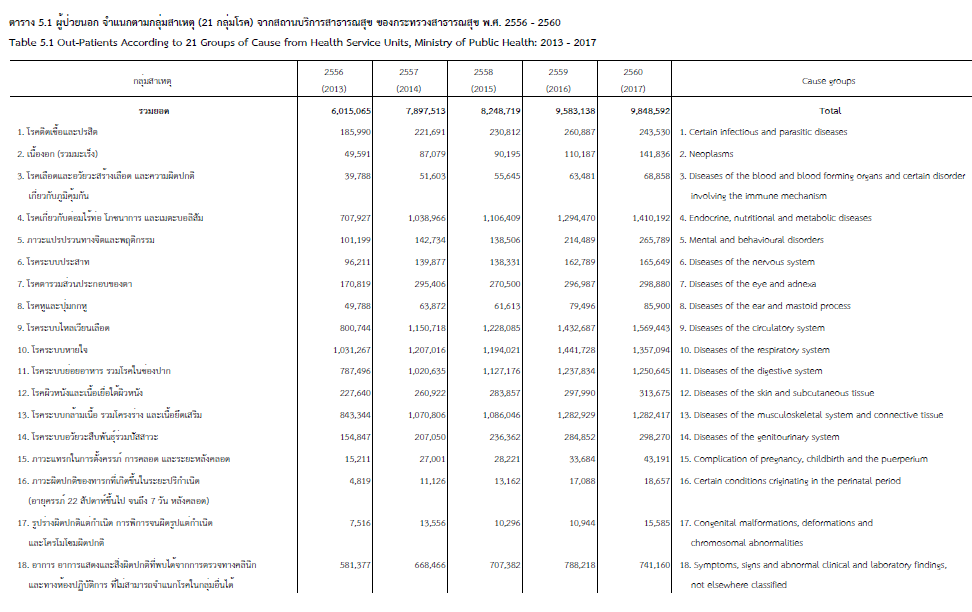 ตาราง 5.1 ผู้ป่วยนอก จำแนกตามกลุ่มสาเหตุ (21 กลุ่มโรค) จากสถานบริการสาธารณสุข ของกระทรวงสาธารณสุข พ.ศ. 2556 - 2560
Table 5.1 Out-Patients According to 21 Groups of Cause from Health Service Units, Ministry of Public Health: 2013 - 2017
กลุ่มสาเหตุ 2556 (2013) 2557 (2014) 2558 (2015) 2559 (2016) 2560 (2017) Cause groups
รวมยอด 6,015,065 7,897,513 8,248,719 9,583,138 9,848,592 Total
1. โรคติดเชื้อและปรสิต 185,990 221,691 230,812 260,887 243,530 1. Certain infectious and parasitic diseases
2. เนื้องอก (รวมมะเร็ง) 49,591 87,079 90,195 110,187 141,836 2. Neoplasms
3. โรคเลือดและอวัยวะสร้างเลือด และความผิดปกติ 39,788 51,603 55,645 63,481 68,858 3. Diseases of the blood and blood forming organs and certain disorder
เกี่ยวกับภูมิคุ้มกัน involving the immune mechanism
4. โรคเกี่ยวกับต่อมไร้ท่อ โภชนาการ และเมตะบอลิสัม 707,927 1,038,966 1,106,409 1,294,470 1,410,192 4. Endocrine, nutritional and metabolic diseases
5. ภาวะแปรปรวนทางจิตและพฤติกรรม 101,199 142,734 138,506 214,489 265,789 5. Mental and behavioural disorders
6. โรคระบบประสาท 96,211 139,877 138,331 162,789 165,649 6. Diseases of the nervous system
7. โรคตารวมส่วนประกอบของตา 170,819 295,406 270,500 296,987 298,880 7. Diseases of the eye and adnexa
8. โรคหูและปุ่มกกหู 49,788 63,872 61,613 79,496 85,900 8. Diseases of the ear and mastoid process
9. โรคระบบไหลเวียนเลือด 800,744 1,150,718 1,228,085 1,432,687 1,569,443 9. Diseases of the circulatory system
10. โรคระบบหายใจ 1,031,267 1,207,016 1,194,021 1,441,728 1,357,094 10. Diseases of the respiratory system
11. โรคระบบย่อยอาหาร รวมโรคในช่องปาก 787,496 1,020,635 1,127,176 1,237,834 1,250,645 11. Diseases of the digestive system
12. โรคผิวหนังและเนื้อเยื่อใต้ผิวหนัง 227,640 260,922 283,857 297,990 313,675 12. Diseases of the skin and subcutaneous tissue
13. โรคระบบกล้ามเนื้อ รวมโครงร่าง และเนื้อยึดเสริม 843,344 1,070,806 1,086,046 1,282,929 1,282,417 13. Diseases of the musculoskeletal system and connective tissue
14. โรคระบบอวัยวะสืบพันธุ์ร่วมปัสสาวะ 154,847 207,050 236,362 284,852 298,270 14. Diseases of the genitourinary system
15. ภาวะแทรกในการตั้งครรภ์ การคลอด และระยะหลังคลอด 15,211 27,001 28,221 33,684 43,191 15. Complication of pregnancy, childbirth and the puerperium
16. ภาวะผิดปกติของทารกที่เกิดขึ้นในระยะปริกำเนิด 4,819 11,126 13,162 17,088 18,657 16. Certain conditions originating in the perinatal period
(อายุครรภ์ 22 สัปดาห์ขึ้นไป จนถึง 7 วัน หลังคลอด)
17. รูปร่างผิดปกติแต่กำเนิด การพิการจนผิดรูปแต่กำเนิด 7,516 13,556 10,296 10,944 15,585 17. Congenital malformations, deformations and
และโครโมโซมผิดปกติ chromosomal abnormalities
18. อาการ อาการแสดงและสิ่งผิดปกติที่พบได้จากการตรวจทางคลินิก 581,377 668,466 707,382 788,218 741,160 18. Symptoms, signs and abnormal clinical and laboratory findings,
และทางห้องปฏิบัติการ ที่ไม่สามารถจำแนกโรคในกลุ่มอื่นได้ not elsewhere classified